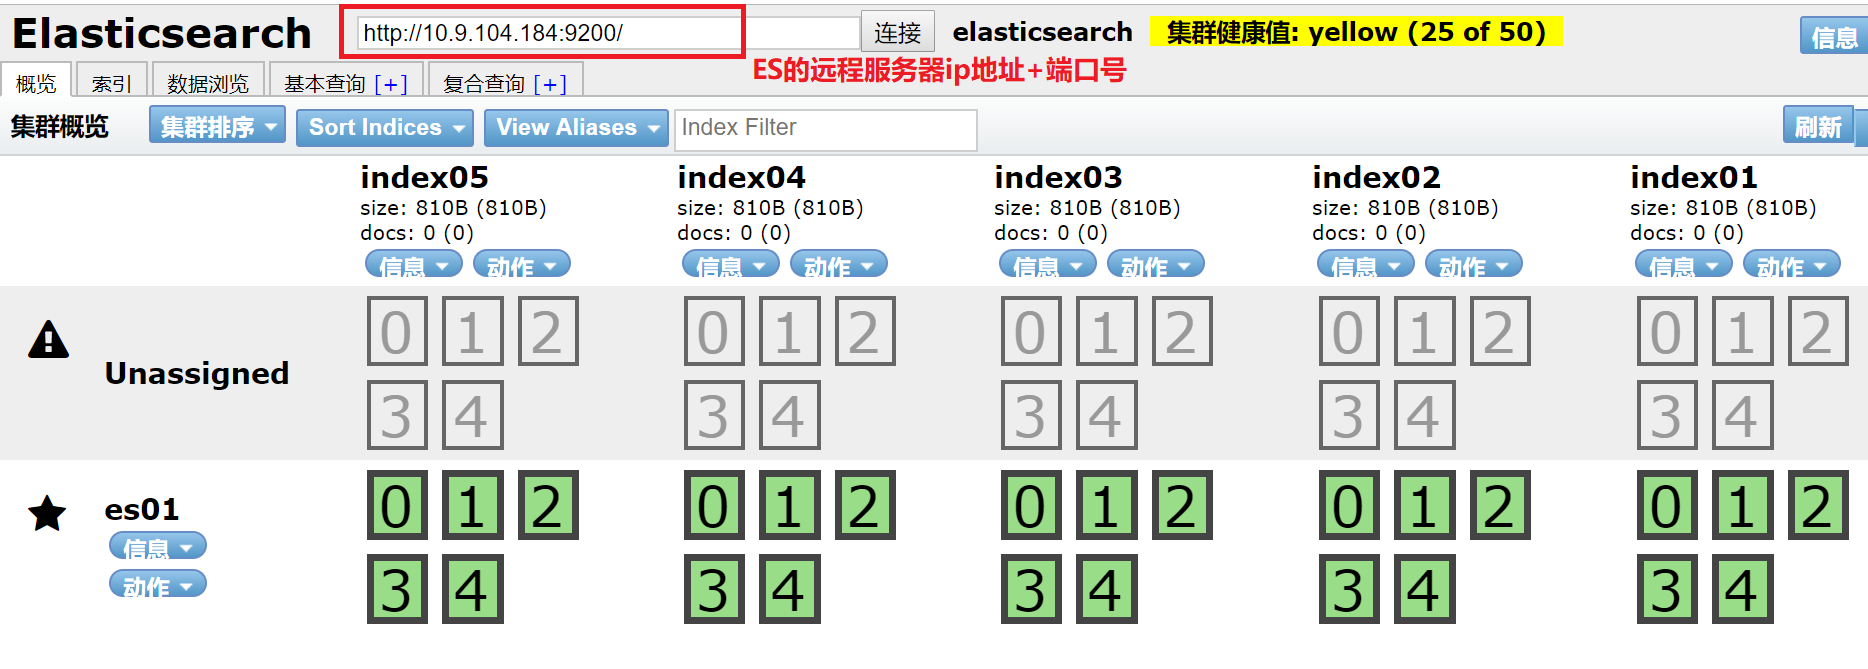 Elasticsearch
http://10.9.104.184:9200/
连接
elasticsearch
集群健康值: yellow (25 of 50)
信息
ES的远程服务器ip地址+端口号
概览 索引 数据浏览 基本查询 [+] 复合查询 [+]
集群概览 集群排序 Sort Indices View Aliases Index Filter 刷新
index05 index04 index03 index02 index01
size: 810B (810B) size: 810B (810B) size: 810B (810B) size: 810B (810B) size: 810B (810B)
docs: 0 (0) docs: 0 (0) docs: 0 (0) docs: 0 (0) docs: 0 (0)
信息 动作 信息 动作 信息 动作 信息 动作 信息 动作
0 1 2 0 1 2 0 1 2 0 1 2 0 1 2
Unassigned
3 4 3 4 3 4 3 4 3 4
0 1 2 0 1 2 0 1 2 0 1 2 0 1 2
es01
信息
动作
3 4 3 4 3 4 3 4 3 4